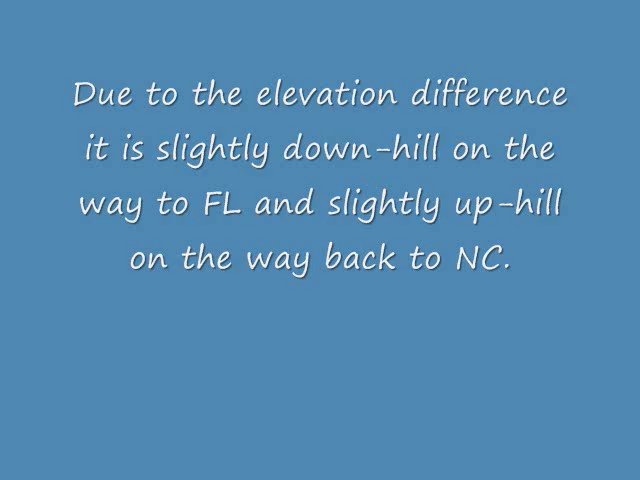 Due to the elevation difference
it is slightly down-hill on the
way to FL and slightly up-hill
on the way back to NC.